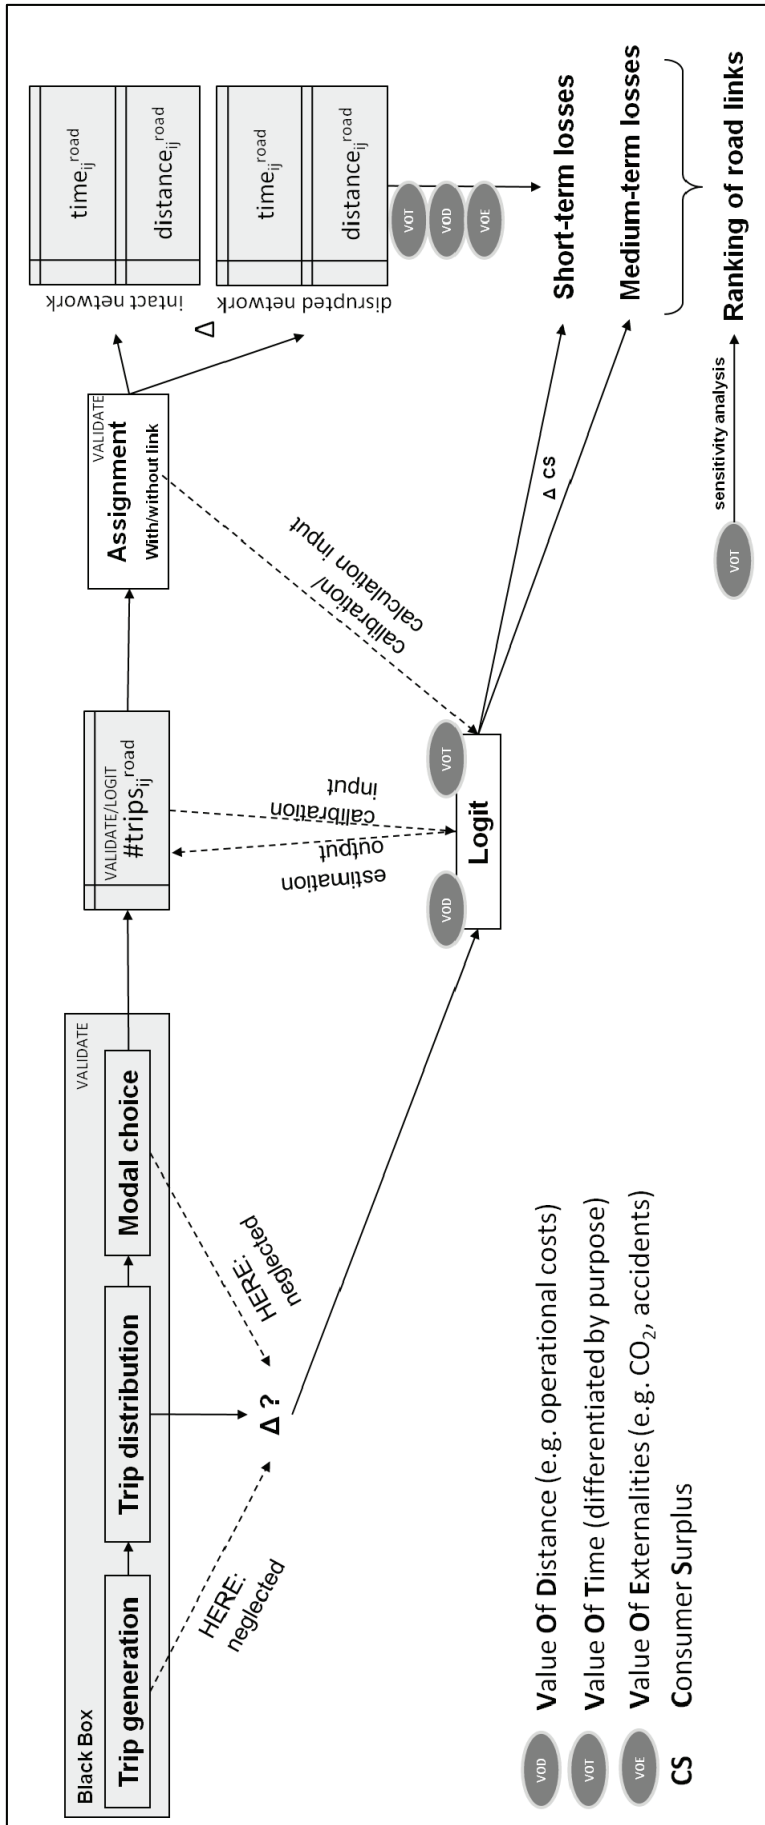 Black Box
VALIDATE
Trip generation
Trip distribution
Modal choice
HERE:
neglected
Δ ?
HERE:
neglected
VALIDATE/LOGIT
#trips_ij^road
estimation
output
calibration
input
VALIDATE
Assignment
With/without link
calibration/
calculation input
intact network
time_ij^road
distance_ij^road
Δ
disrupted network
time_ij^road
distance_ij^road
VOT
VOD
VOE
VOD
VOT
Logit
Δ CS
Short-term losses
Medium-term losses
VOT
sensitivity analysis
Ranking of road links
VOD Value Of Distance (e.g. operational costs)
VOT Value Of Time (differentiated by purpose)
VOE Value Of Externalities (e.g. CO₂, accidents)
CS Consumer Surplus